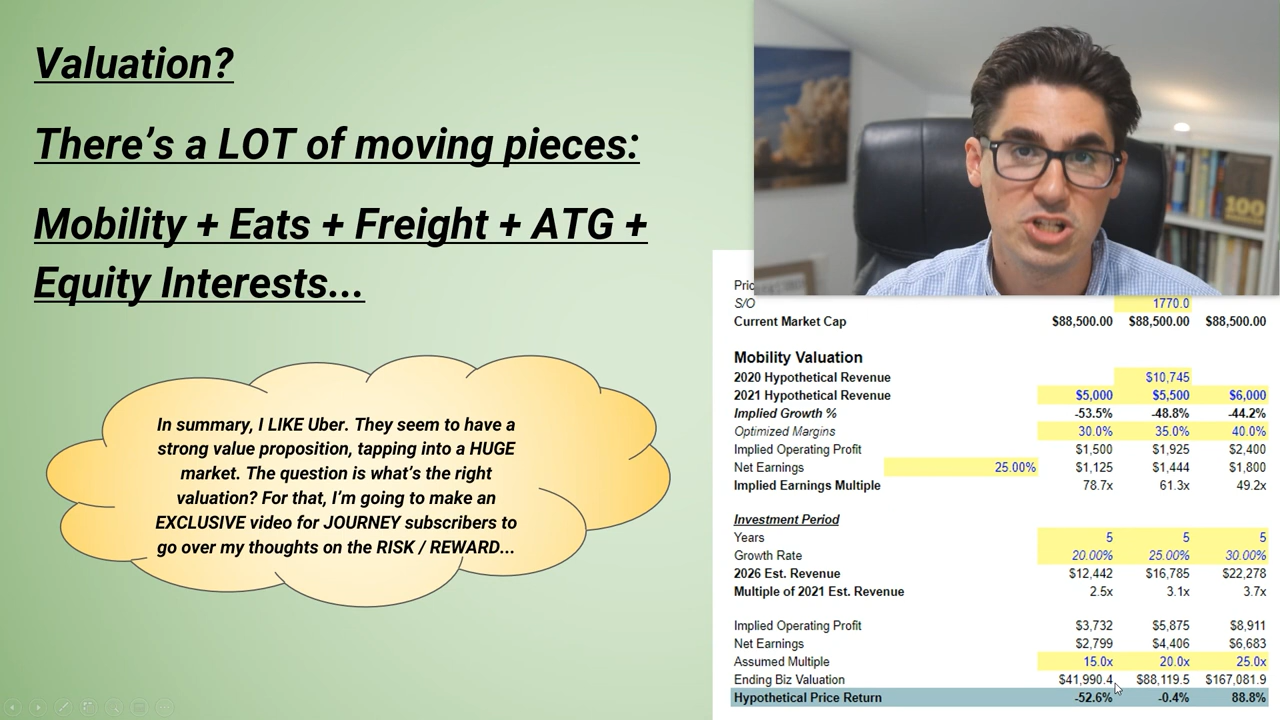 Valuation?
There's a LOT of moving pieces:
Mobility + Eats + Freight + ATG +
Equity Interests...
In summary, I LIKE Uber. They seem to have a
strong value proposition, tapping into a HUGE
market. The question is what's the right
valuation? For that, I'm going to make an
EXCLUSIVE video for JOURNEY subscribers to
go over my thoughts on the RISK / REWARD...
100
S/O 1770.0
Current Market Cap $88,500.00 $88,500.00 $88,500.00
Mobility Valuation
2020 Hypothetical Revenue $10,745
2021 Hypothetical Revenue $5,000 $5,500 $6,000
Implied Growth % -53.5% -48.8% -44.2%
Optimized Margins 30.0% 35.0% 40.0%
Implied Operating Profit $1,500 $1,925 $2,400
Net Earnings 25.00% $1,125 $1,444 $1,800
Implied Earnings Multiple 78.7x 61.3x 49.2x
Investment Period
Years 5 5 5
Growth Rate 20.00% 25.00% 30.00%
2026 Est. Revenue $12,442 $16,785 $22,278
Multiple of 2021 Est. Revenue 2.5x 3.1x 3.7x
Implied Operating Profit $3,732 $5,875 $8,911
Net Earnings $2,799 $4,406 $6,683
Assumed Multiple 15.0x 20.0x 25.0x
Ending Biz Valuation $41,990.4 $88,119.5 $167,081.9
Hypothetical Price Return -52.6% -0.4% 88.8%